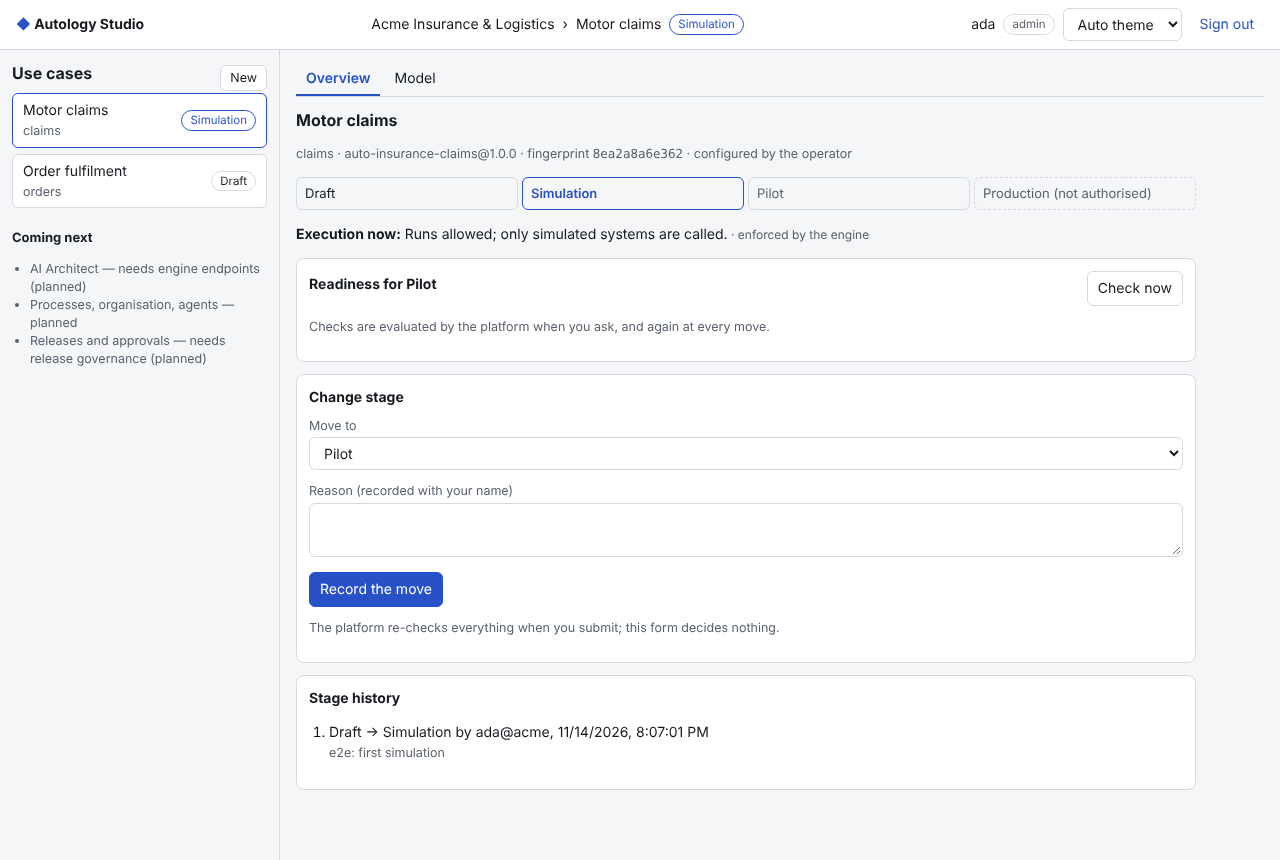 Autology Studio
Acme Insurance & Logistics › Motor claims Simulation
ada admin Auto theme Sign out
Use cases New
Motor claims
claims
Simulation
Order fulfilment
orders
Draft
Coming next
• AI Architect — needs engine endpoints
(planned)
• Processes, organisation, agents —
planned
• Releases and approvals — needs
release governance (planned)
Overview Model
Motor claims
claims · auto-insurance-claims@1.0.0 · fingerprint 8ea2a8a6e362 · configured by the operator
Draft Simulation Pilot Production (not authorised)
Execution now: Runs allowed; only simulated systems are called. · enforced by the engine
Readiness for Pilot Check now
Checks are evaluated by the platform when you ask, and again at every move.
Change stage
Move to
Pilot
Reason (recorded with your name)
Record the move
The platform re-checks everything when you submit; this form decides nothing.
Stage history
1. Draft → Simulation by ada@acme, 11/14/2026, 8:07:01 PM
e2e: first simulation